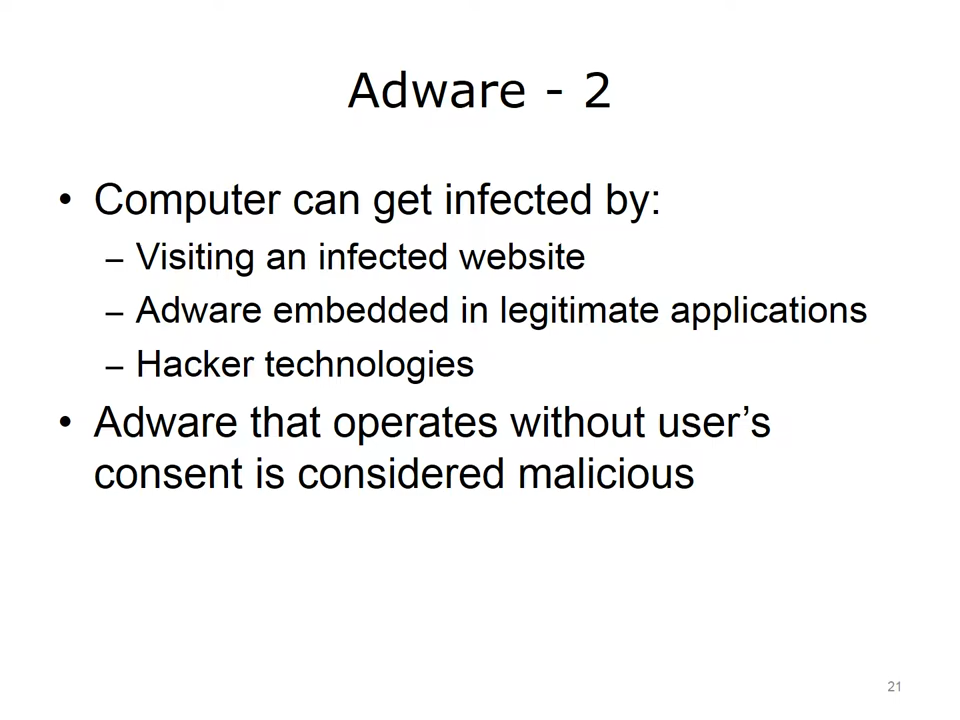 Adware - 2
• Computer can get infected by:
– Visiting an infected website
– Adware embedded in legitimate applications
– Hacker technologies
• Adware that operates without user’s
consent is considered malicious
21